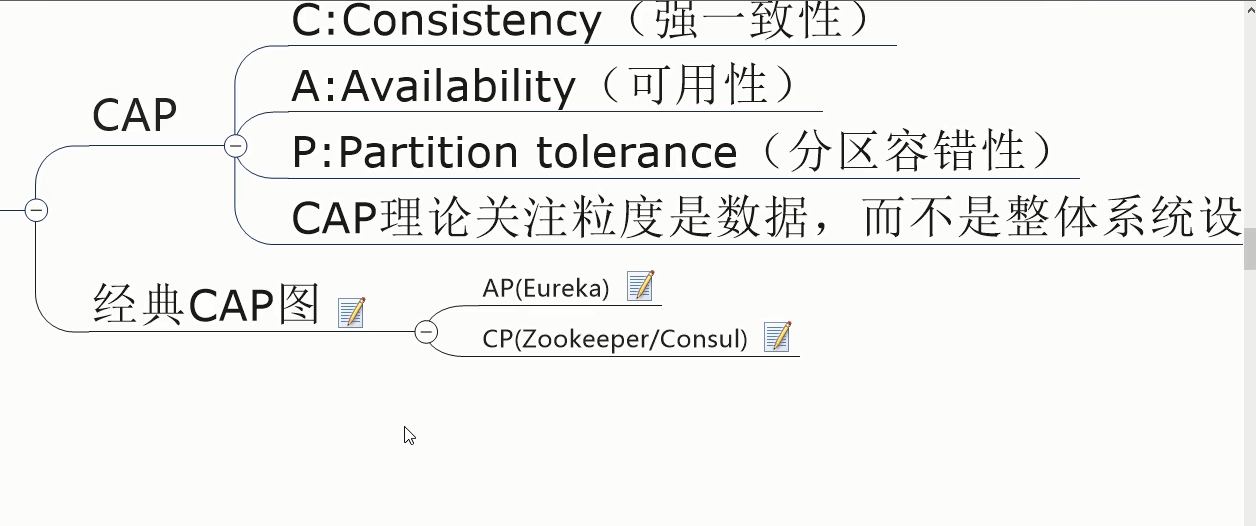 C:Consistency（强一致性）
A:Availability（可用性）
CAP
P:Partition tolerance（分区容错性）
CAP理论关注粒度是数据，而不是整体系统设
经典CAP图
AP(Eureka)
CP(Zookeeper/Consul)